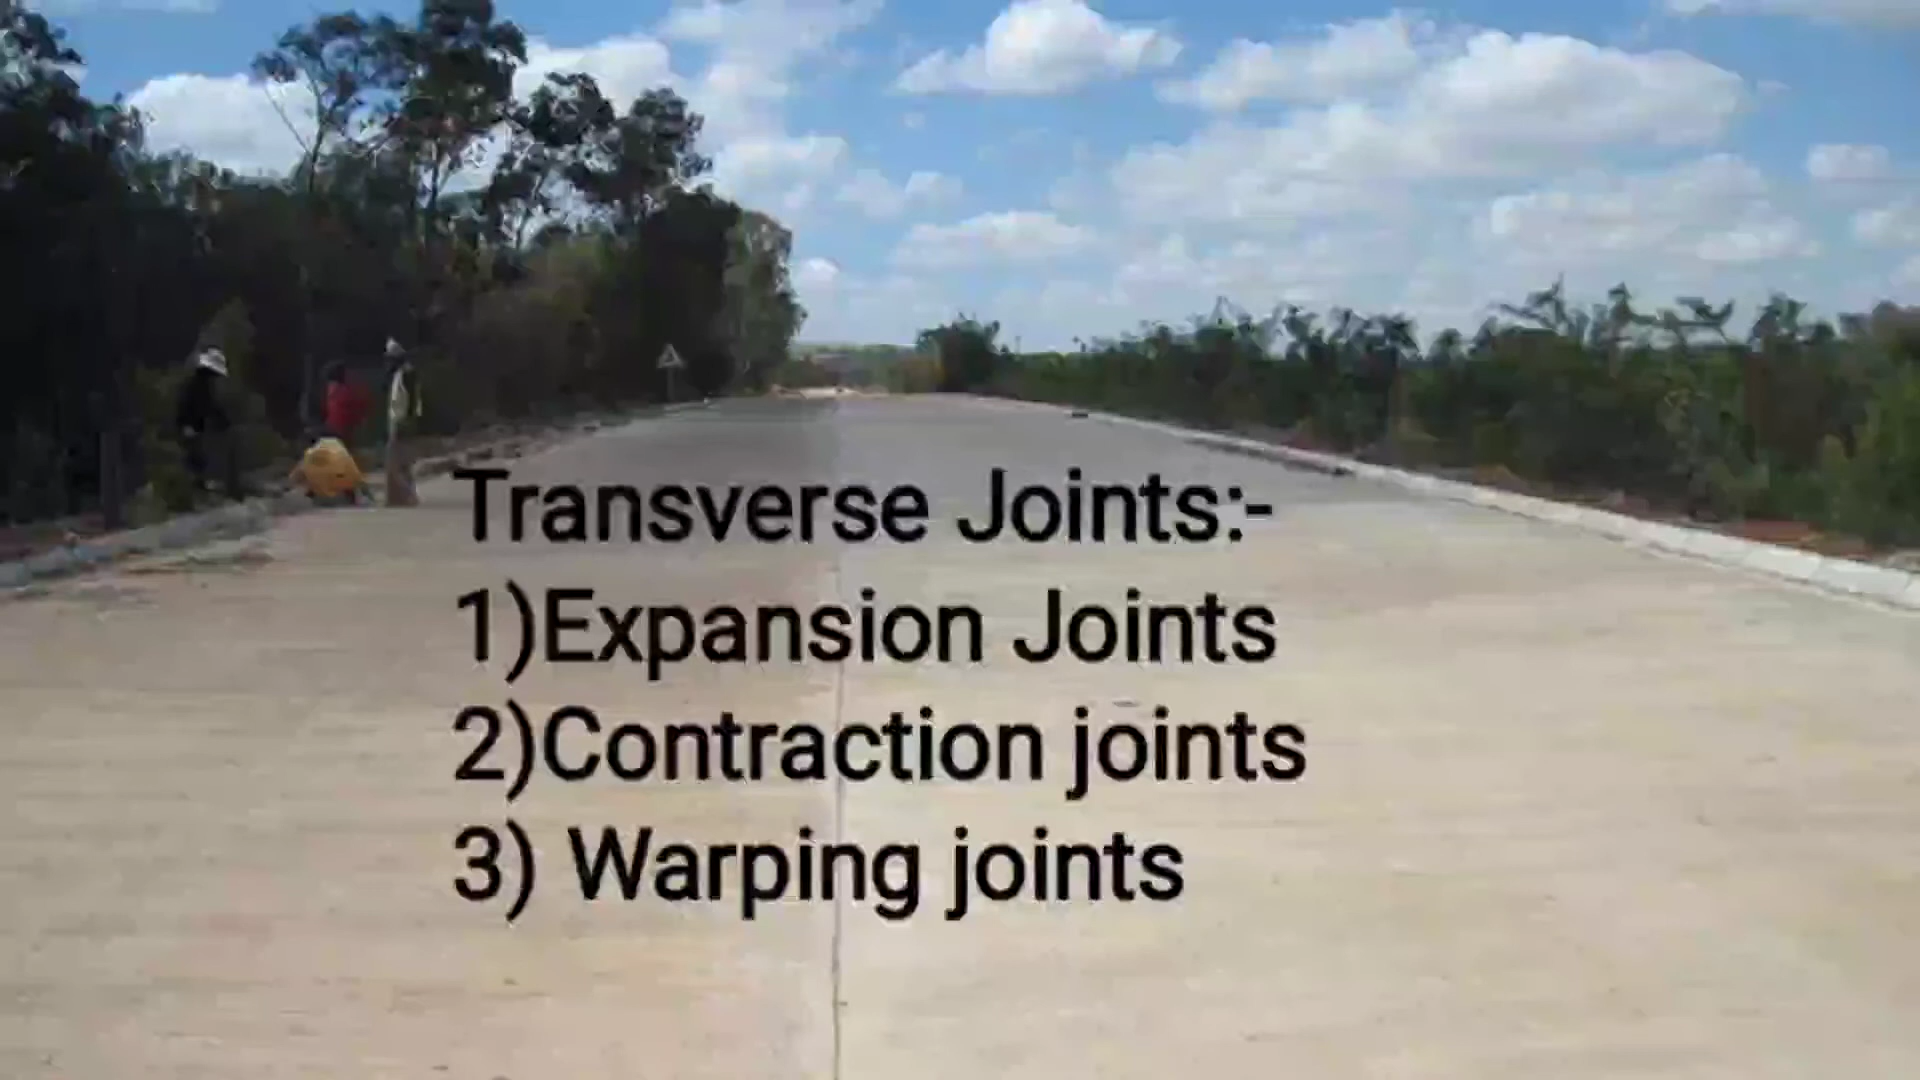 Transverse Joints:-
1)Expansion Joints
2)Contraction joints
3) Warping joints